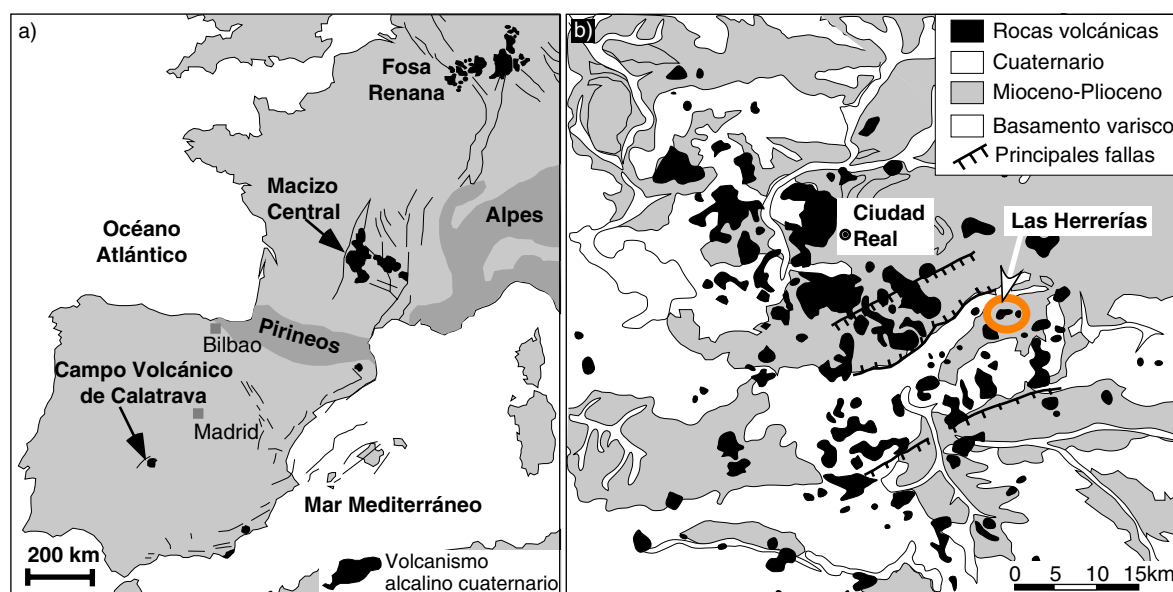 a)
Fosa
Renana
Macizo
Central
Alpes
Océano
Atlántico
Pirineos
Bilbao
Campo Volcánico
de Calatrava
Madrid
Mar Mediterráneo
200 km
Volcanismo
alcalino cuaternario
b)
Rocas volcánicas
Cuaternario
Mioceno-Plioceno
Basamento varisco
Principales fallas
Ciudad
Real
Las Herrerías
0 5 10 15km